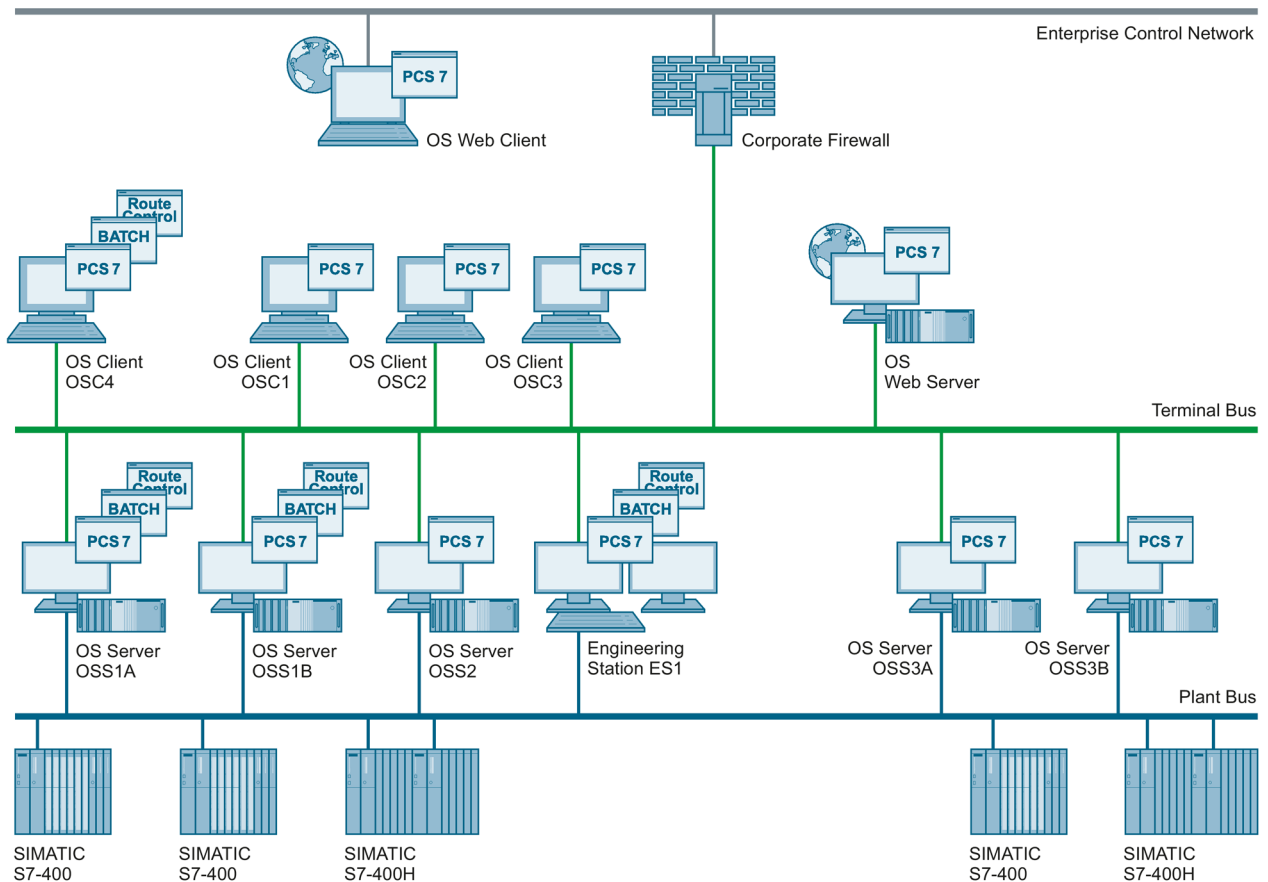 Enterprise Control Network
PCS 7
OS Web Client
Corporate Firewall
Route
Control
BATCH
PCS 7
PCS 7
PCS 7
PCS 7
PCS 7
OS Client
OSC4
OS Client
OSC1
OS Client
OSC2
OS Client
OSC3
OS
Web Server
Terminal Bus
Route
Control
BATCH
PCS 7
Route
Control
BATCH
PCS 7
PCS 7
Route
Control
BATCH
PCS 7
PCS 7
PCS 7
OS Server
OSS1A
OS Server
OSS1B
OS Server
OSS2
Engineering
Station ES1
OS Server
OSS3A
OS Server
OSS3B
Plant Bus
SIMATIC
S7-400
SIMATIC
S7-400
SIMATIC
S7-400H
SIMATIC
S7-400
SIMATIC
S7-400H